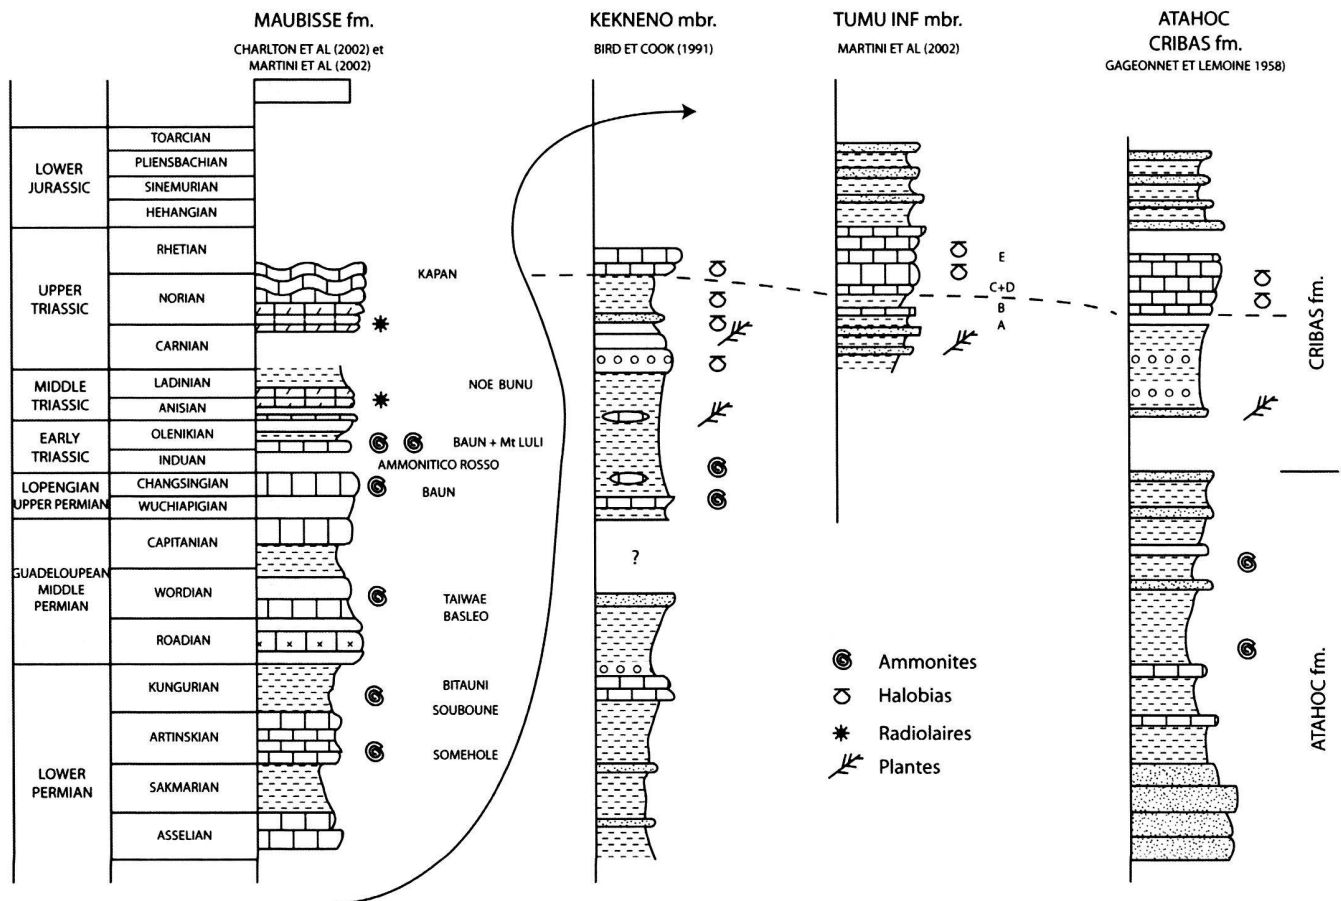 MAUBISSE fm.
CHARLTON ET AL (2002) et
MARTINI ET AL (2002)
KEKNENO mbr.
BIRD ET COOK (1991)
TUMU INF mbr.
MARTINI ET AL (2002)
ATAHOC
CRIBAS fm.
GAGEONNET ET LEMOINE 1958)
LOWER
JURASSIC
TOARCIAN
PLIENSBACHIAN
SINEMURIAN
HEHANGIAN
UPPER
TRIASSIC
RHETIAN
NORIAN
CARNIAN
MIDDLE
TRIASSIC
LADINIAN
ANISIAN
EARLY
TRIASSIC
OLENIKIAN
INDUAN
LOPENGIAN
UPPER PERMIAN
CHANGSINGIAN
WUCHIAPIGIAN
GUADELOUPEAN
MIDDLE
PERMIAN
CAPITANIAN
WORDIAN
ROADIAN
LOWER
PERMIAN
KUNGURIAN
ARTINSKIAN
SAKMARIAN
ASSELIAN
KAPAN
NOE BUNU
BAUN + Mt LULI
AMMONITICO ROSSO
BAUN
TAIWAE
BASLEO
BITAUNI
SOUBOUNE
SOMEHOLE
?
E
C+D
B
A
CRIBAS fm.
ATAHOC fm.
Ammonites
Halobias
Radiolaires
Plantes